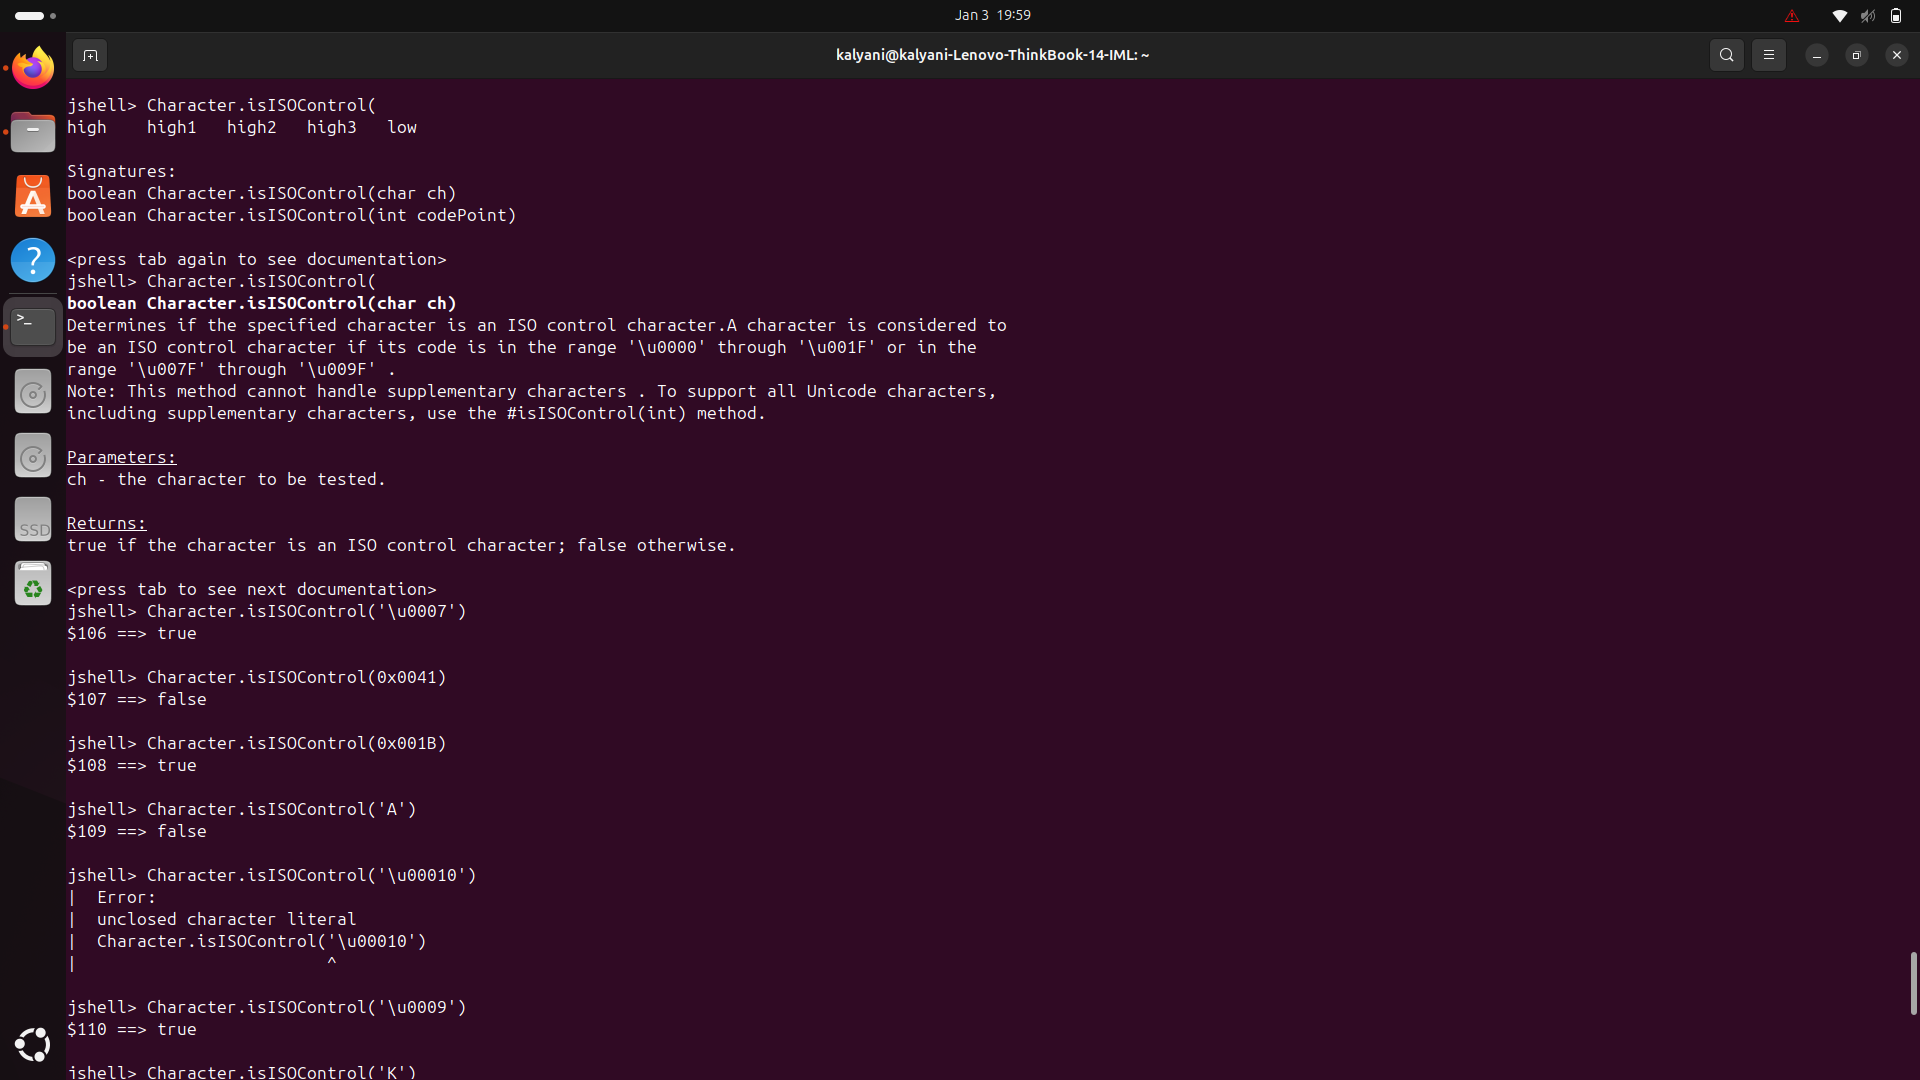 Jan 3 19:59
kalyani@kalyani-Lenovo-ThinkBook-14-IML: ~
jshell> Character.isISOControl(
high    high1   high2   high3   low
Signatures:
boolean Character.isISOControl(char ch)
boolean Character.isISOControl(int codePoint)
<press tab again to see documentation>
jshell> Character.isISOControl(
boolean Character.isISOControl(char ch)
Determines if the specified character is an ISO control character.A character is considered to
be an ISO control character if its code is in the range '\u0000' through '\u001F' or in the
range '\u007F' through '\u009F' .
Note: This method cannot handle supplementary characters . To support all Unicode characters,
including supplementary characters, use the #isISOControl(int) method.
Parameters:
ch - the character to be tested.
Returns:
true if the character is an ISO control character; false otherwise.
<press tab to see next documentation>
jshell> Character.isISOControl('\u0007')
$106 ==> true
jshell> Character.isISOControl(0x0041)
$107 ==> false
jshell> Character.isISOControl(0x001B)
$108 ==> true
jshell> Character.isISOControl('A')
$109 ==> false
jshell> Character.isISOControl('\u00010')
|  Error:
|  unclosed character literal
|  Character.isISOControl('\u00010')
|                         ^
jshell> Character.isISOControl('\u0009')
$110 ==> true
jshell> Character.isISOControl('K')
SSD